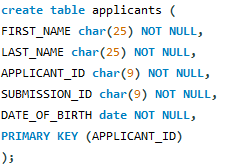 create table applicants (
FIRST_NAME char(25) NOT NULL,
LAST_NAME char(25) NOT NULL,
APPLICANT_ID char(9) NOT NULL,
SUBMISSION_ID char(9) NOT NULL,
DATE_OF_BIRTH date NOT NULL,
PRIMARY KEY (APPLICANT_ID)
);